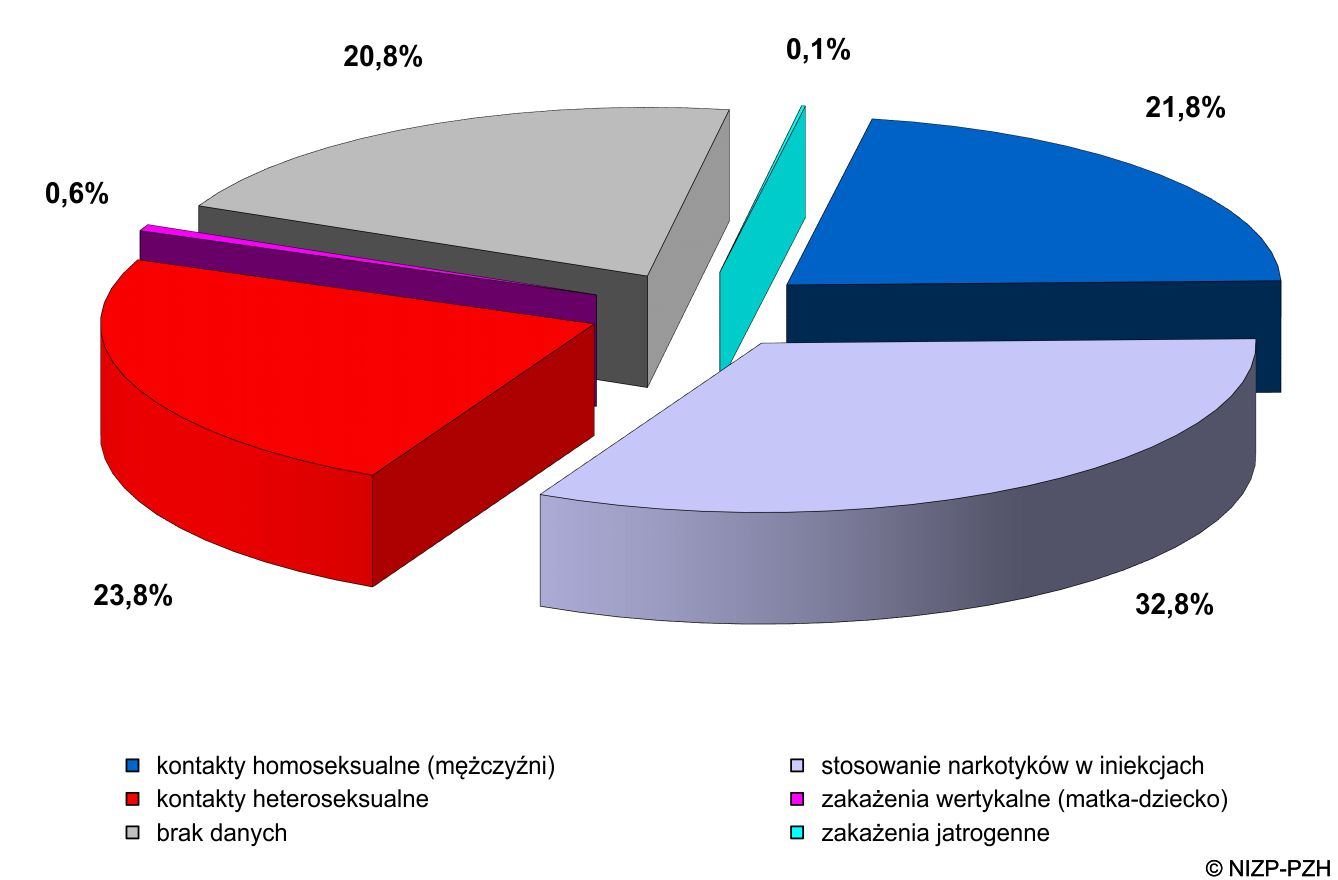 20,8%
0,1%
21,8%
0,6%
23,8%
32,8%
kontakty homoseksualne (mężczyźni)
stosowanie narkotyków w iniekcjach
kontakty heteroseksualne
zakażenia wertykalne (matka-dziecko)
brak danych
zakażenia jatrogenne
© NIZP-PZH